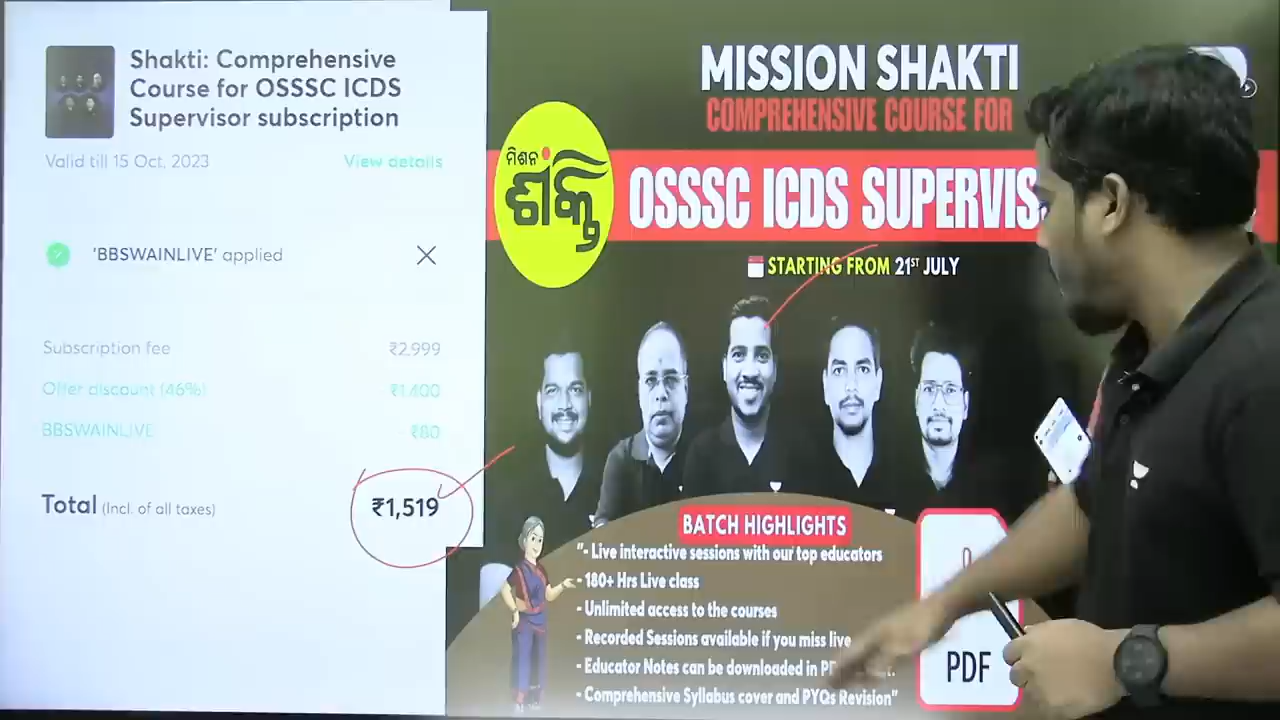 Shakti: Comprehensive
Course for OSSSC ICDS
Supervisor subscription
Valid till 15 Oct, 2023
View details
'BBSWAINLIVE' applied
Subscription fee
₹2,999
Offer discount (46%)
₹1,400
BBSWAINLIVE
₹80
Total (Incl. of all taxes)
₹1,519
MISSION SHAKTI
COMPREHENSIVE COURSE FOR
ମିଶନ
ଶକ୍ତି
OSSSC ICDS SUPERVIS
STARTING FROM 21ST JULY
BATCH HIGHLIGHTS
"- Live interactive sessions with our top educators
- 180+ Hrs Live class
- Unlimited access to the courses
- Recorded Sessions available if you miss live
- Educator Notes can be downloaded in
- Comprehensive Syllabus cover and PYQs Revision"
PDF